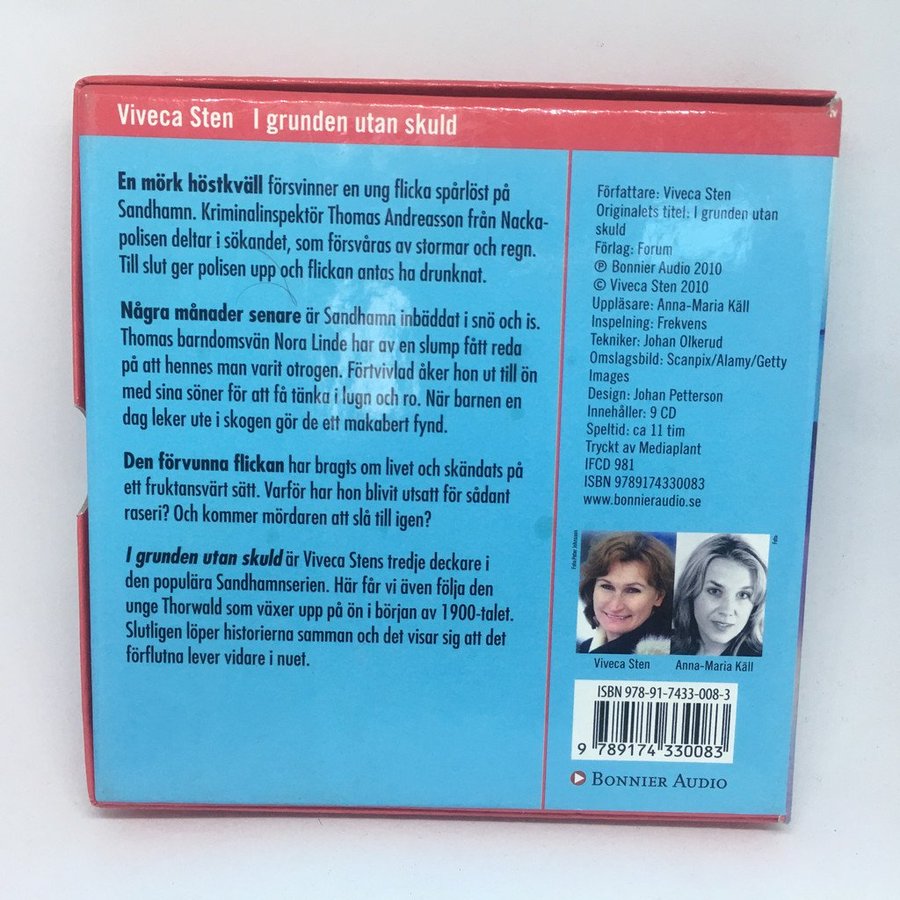 Viveca Sten I grunden utan skuld
En mörk höstkväll försvinner en ung flicka spårlöst på
Sandhamn. Kriminalinspektör Thomas Andreasson från Nacka-
polisen deltar i sökandet, som försvåras av stormar och regn.
Till slut ger polisen upp och flickan antas ha drunknat.
Några månader senare är Sandhamn inbäddat i snö och is.
Thomas barndomsvän Nora Linde har av en slump fått reda
på att hennes man varit otrogen. Förtvivlad åker hon ut till ön
med sina söner för att få tänka i lugn och ro. När barnen en
dag leker ute i skogen gör de ett makabert fynd.
Den förvunna flickan har bragts om livet och skändats på
ett fruktansvärt sätt. Varför har hon blivit utsatt för sådant
raseri? Och kommer mördaren att slå till igen?
I grunden utan skuld är Viveca Stens tredje deckare i
den populära Sandhamnserien. Här får vi även följa den
unge Thorwald som växer upp på ön i början av 1900-talet.
Slutligen löper historierna samman och det visar sig att det
förflutna lever vidare i nuet.
Författare: Viveca Sten
Originalets titel: I grunden utan
skuld
Förlag: Forum
℗ Bonnier Audio 2010
© Viveca Sten 2010
Uppläsare: Anna-Maria Käll
Inspelning: Frekvens
Tekniker: Johan Olkerud
Omslagsbild: Scanpix/Alamy/Getty
Images
Design: Johan Petterson
Innehåller: 9 CD
Speltid: ca 11 tim
Tryckt av Mediaplant
IFCD 981
ISBN 9789174330083
www.bonnieraudio.se
Foto
Viveca Sten
Anna-Maria Käll
ISBN 978-91-7433-008-3
9 789174 330083
BONNIER AUDIO